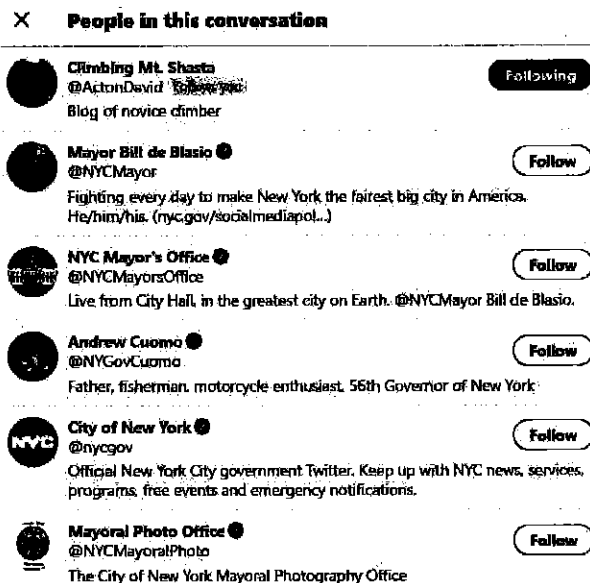 × People in this conversation
Climbing Mt. Shasta
Following
@ActonDavid Follows you
Blog of novice climber
Mayor Bill de Blasio
Follow
@NYCMayor
Fighting every day to make New York the fairest big city in America.
He/him/his. (nyc.gov/socialmediapol...)
NYC Mayor's Office
Follow
@NYCMayorsOffice
Live from City Hall, in the greatest city on Earth. @NYCMayor Bill de Blasio.
Andrew Cuomo
Follow
@NYGovCuomo
Father, fisherman, motorcycle enthusiast. 56th Governor of New York
NYC
City of New York
Follow
@nycgov
Official New York City government Twitter. Keep up with NYC news, services,
programs, free events and emergency notifications.
Mayoral Photo Office
Follow
@NYCMayoralPhoto
The City of New York Mayoral Photography Office